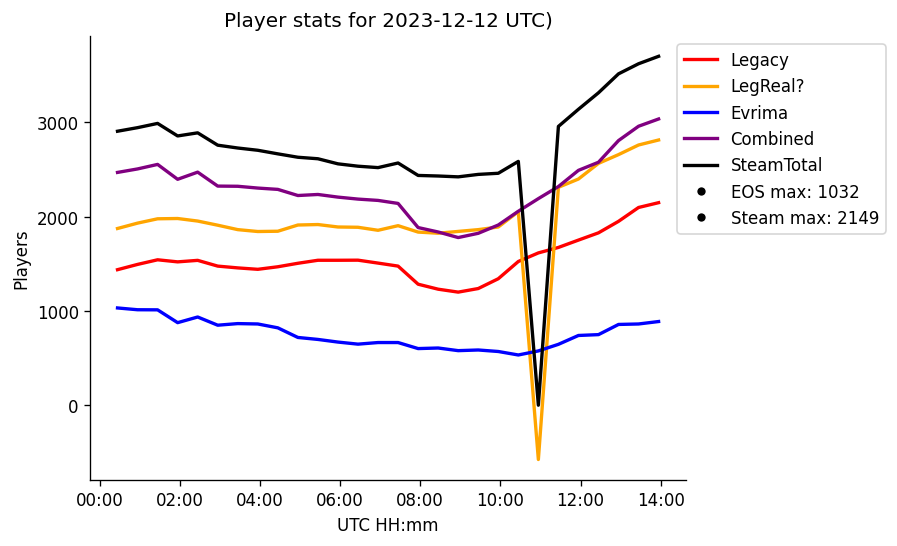 Player stats for 2023-12-12 UTC)
Legacy
LegReal?
Evrima
Combined
SteamTotal
EOS max: 1032
Steam max: 2149
Players
3000
2000
1000
0
00:00 02:00 04:00 06:00 08:00 10:00 12:00 14:00
UTC HH:mm